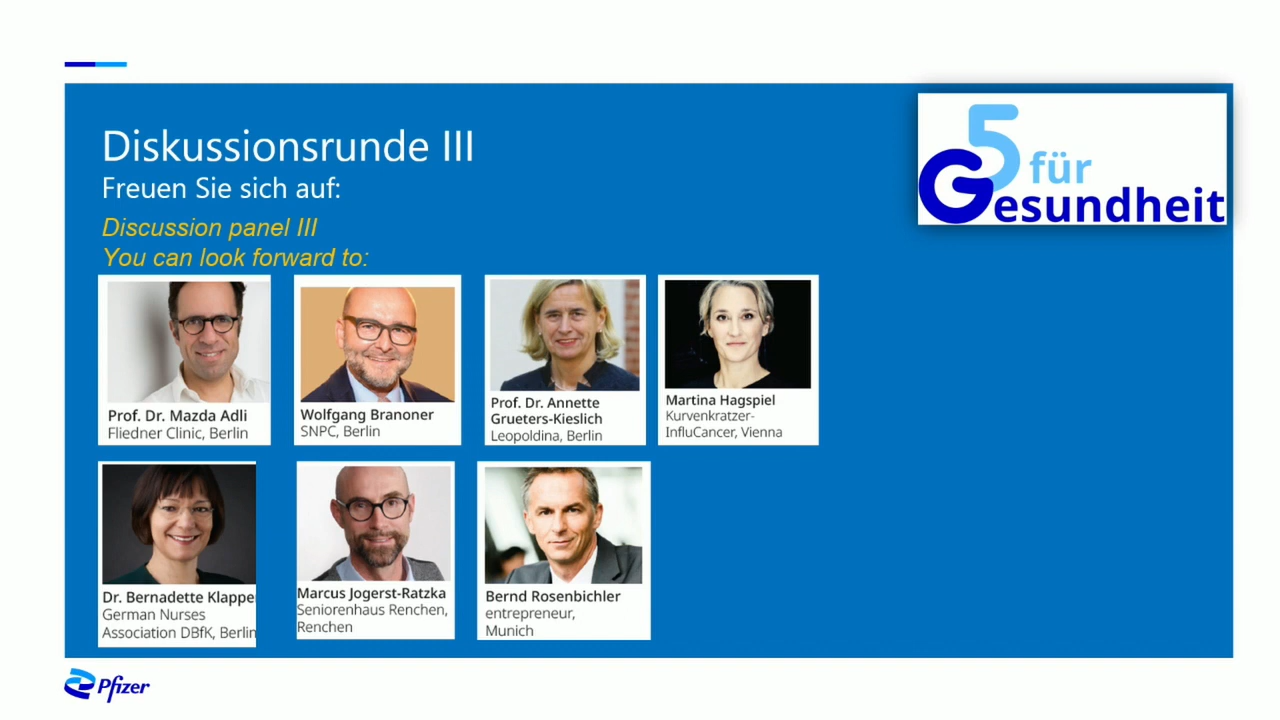 Diskussionsrunde III
Freuen Sie sich auf:
Discussion panel III
You can look forward to:
5 für
Gesundheit
Prof. Dr. Mazda Adli
Fliedner Clinic, Berlin
Wolfgang Branoner
SNPC, Berlin
Prof. Dr. Annette
Grueters-Kieslich
Leopoldina, Berlin
Martina Hagspiel
Kurvenkratzer-
InfluCancer, Vienna
Dr. Bernadette Klappe
German Nurses
Association DBfK, Berlin
Marcus Jogerst-Ratzka
Seniorenhaus Renchen,
Renchen
Bernd Rosenbichler
entrepreneur,
Munich
Pfizer